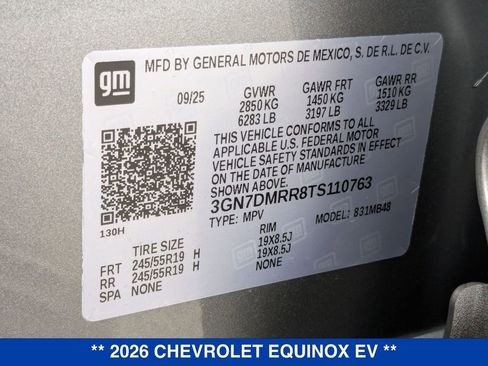 gm
MFD BY GENERAL MOTORS DE MEXICO, S. DE R.L. DE C.V.
09/25 GVWR GAWR FRT GAWR RR
2850 KG 1450 KG 1510 KG
6283 LB 3197 LB 3329 LB
THIS VEHICLE CONFORMS TO ALL APPLICABLE
U.S. FEDERAL MOTOR
VEHICLE SAFETY STANDARDS IN EFFECT
ON THE DATE OF MANUFACTURE
SHOWN ABOVE.
3GN7DMRR8TS110763
TYPE: MPV MODEL: 831MB48
130H
TIRE SIZE RIM
FRT 245/55R19 H 19X8.5J
RR 245/55R19 H 19X8.5J
SPA NONE NONE
** 2026 CHEVROLET EQUINOX EV **